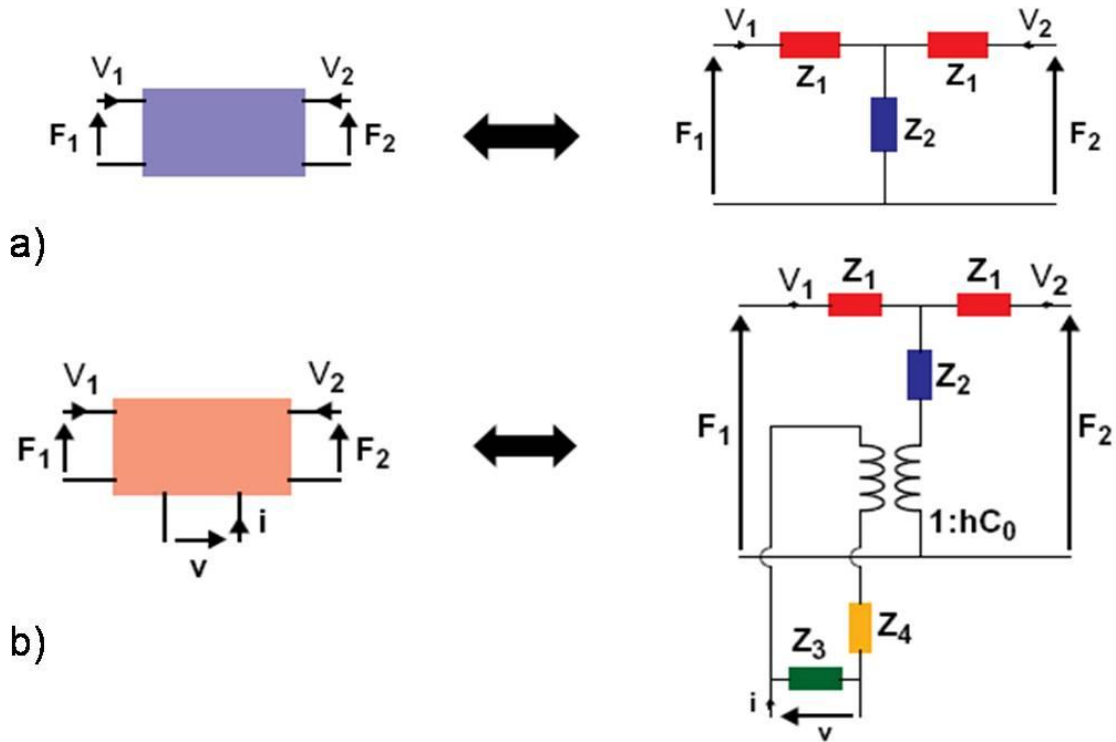 V1 V2
V1 V2
Z1 Z1
F1 F2
F1 Z2 F2
a)
V1 Z1 Z1 V2
Z2
V1 V2
F1 F2
F1 F2
i
v
1:hC0
b)
Z3 Z4
i
v